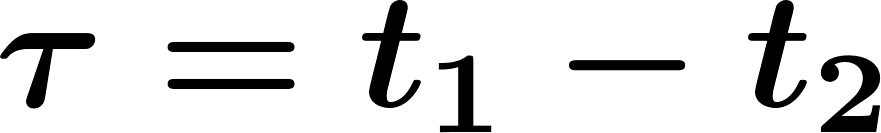 τ = t₁ − t₂